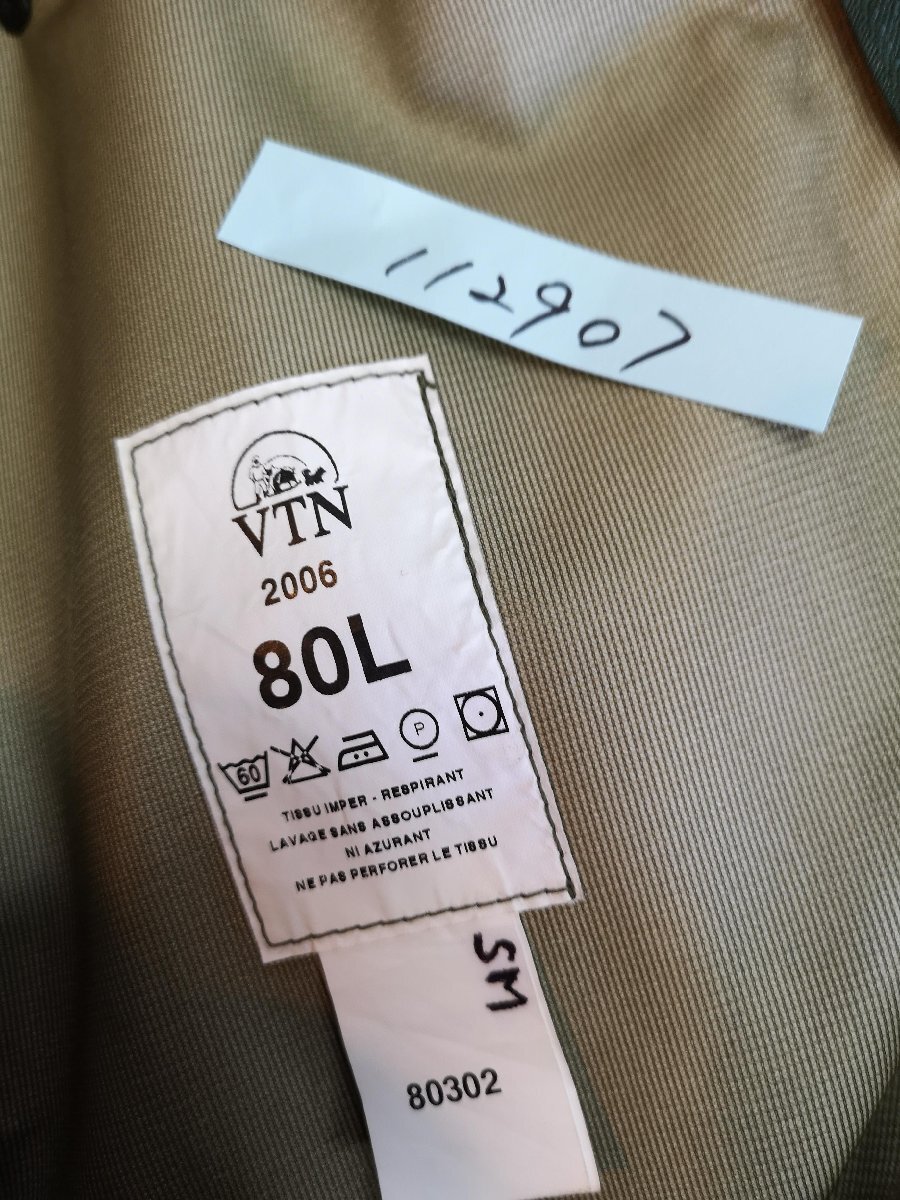 112907
VTN
2006
80L
60
P
TISSU IMPER - RESPIRANT
LAVAGE SANS ASSOUPLISSANT
NI AZURANT
NE PAS PERFORER LE TISSU
SM
80302